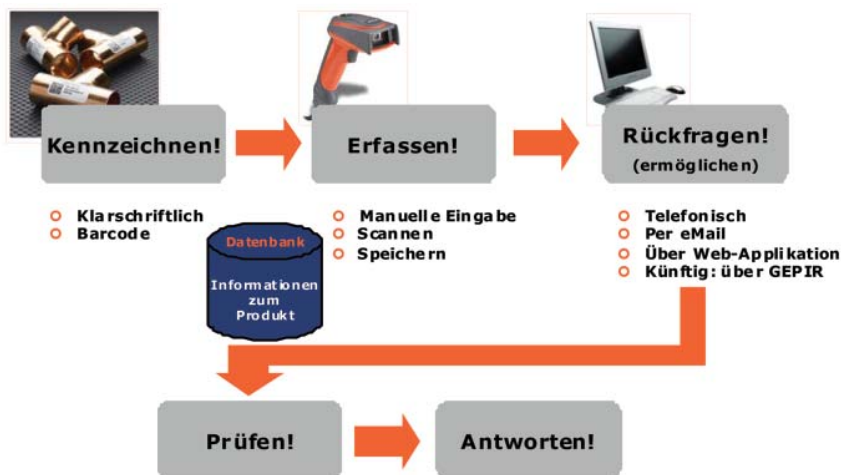 Kennzeichnen!
Erfassen!
Rückfragen!
(ermöglichen)
Klarschriftlich
Barcode
Manuelle Eingabe
Scannen
Speichern
Telefonisch
Per eMail
Über Web-Applikation
Künftig: über GEPIR
Datenbank
Informationen
zum
Produkt
Prüfen!
Antworten!